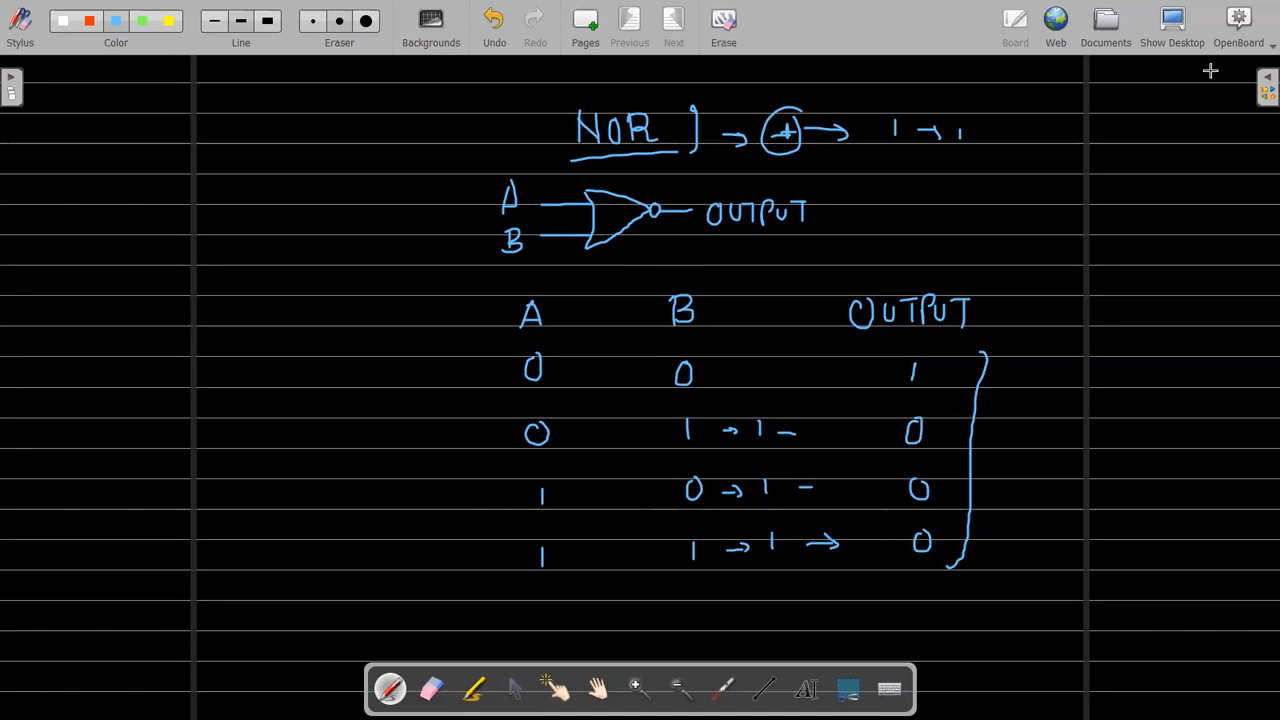 Stylus Color Line Eraser Backgrounds Undo Redo Pages Previous Next Erase Board Web Documents Show Desktop OpenBoard
NOR ] → + → 1 → 1
A
OUTPUT
B
A B OUTPUT
0 0 1
0 1 → 1 - 0
1 0 → 1 - 0
1 1 → 1 → 0